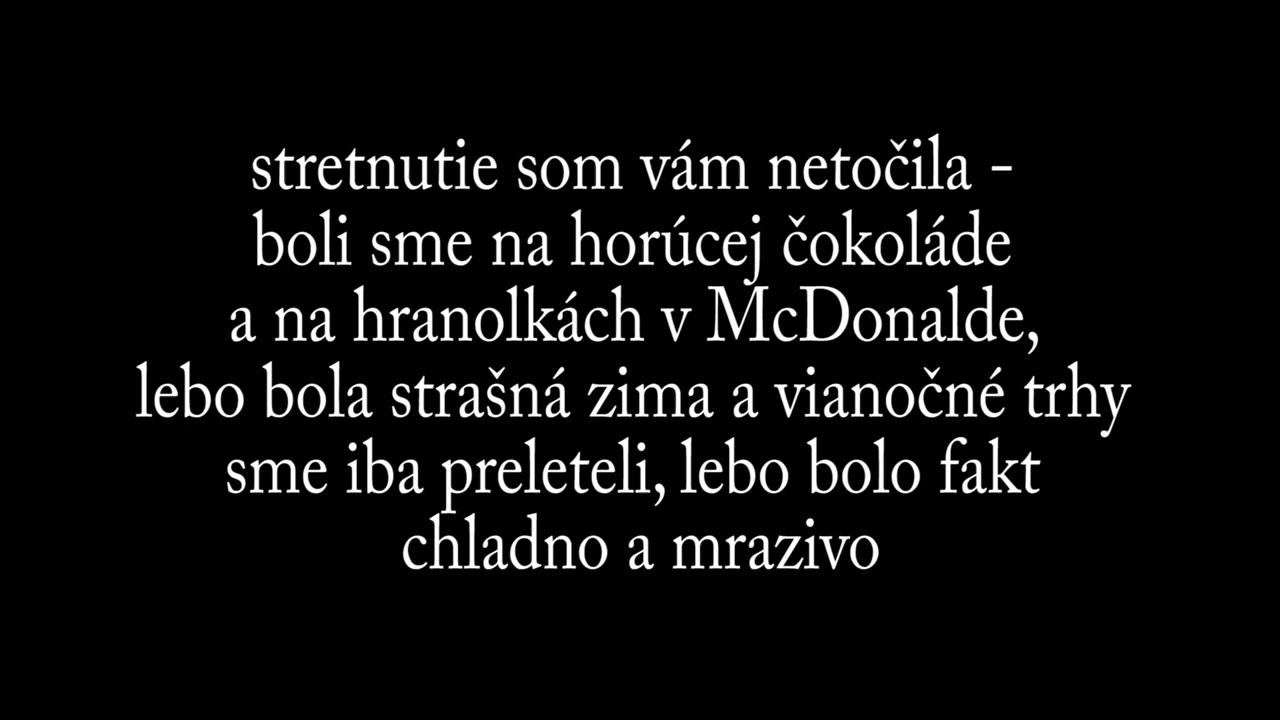 stretnutie som vám netočila -
boli sme na horúcej čokoláde
a na hranolkách v McDonalde,
lebo bola strašná zima a vianočné trhy
sme iba preleteli, lebo bolo fakt
chladno a mrazivo